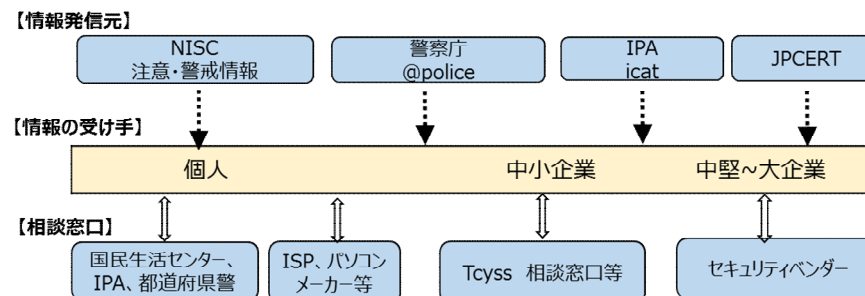 【情報発信元】
NISC
注意・警戒情報
警察庁
@police
IPA
icat
JPCERT
【情報の受け手】
個人
中小企業
中堅~大企業
【相談窓口】
国民生活センター、
IPA、都道府県警
ISP、パソコン
メーカー等
Tcyss 相談窓口等
セキュリティベンダー